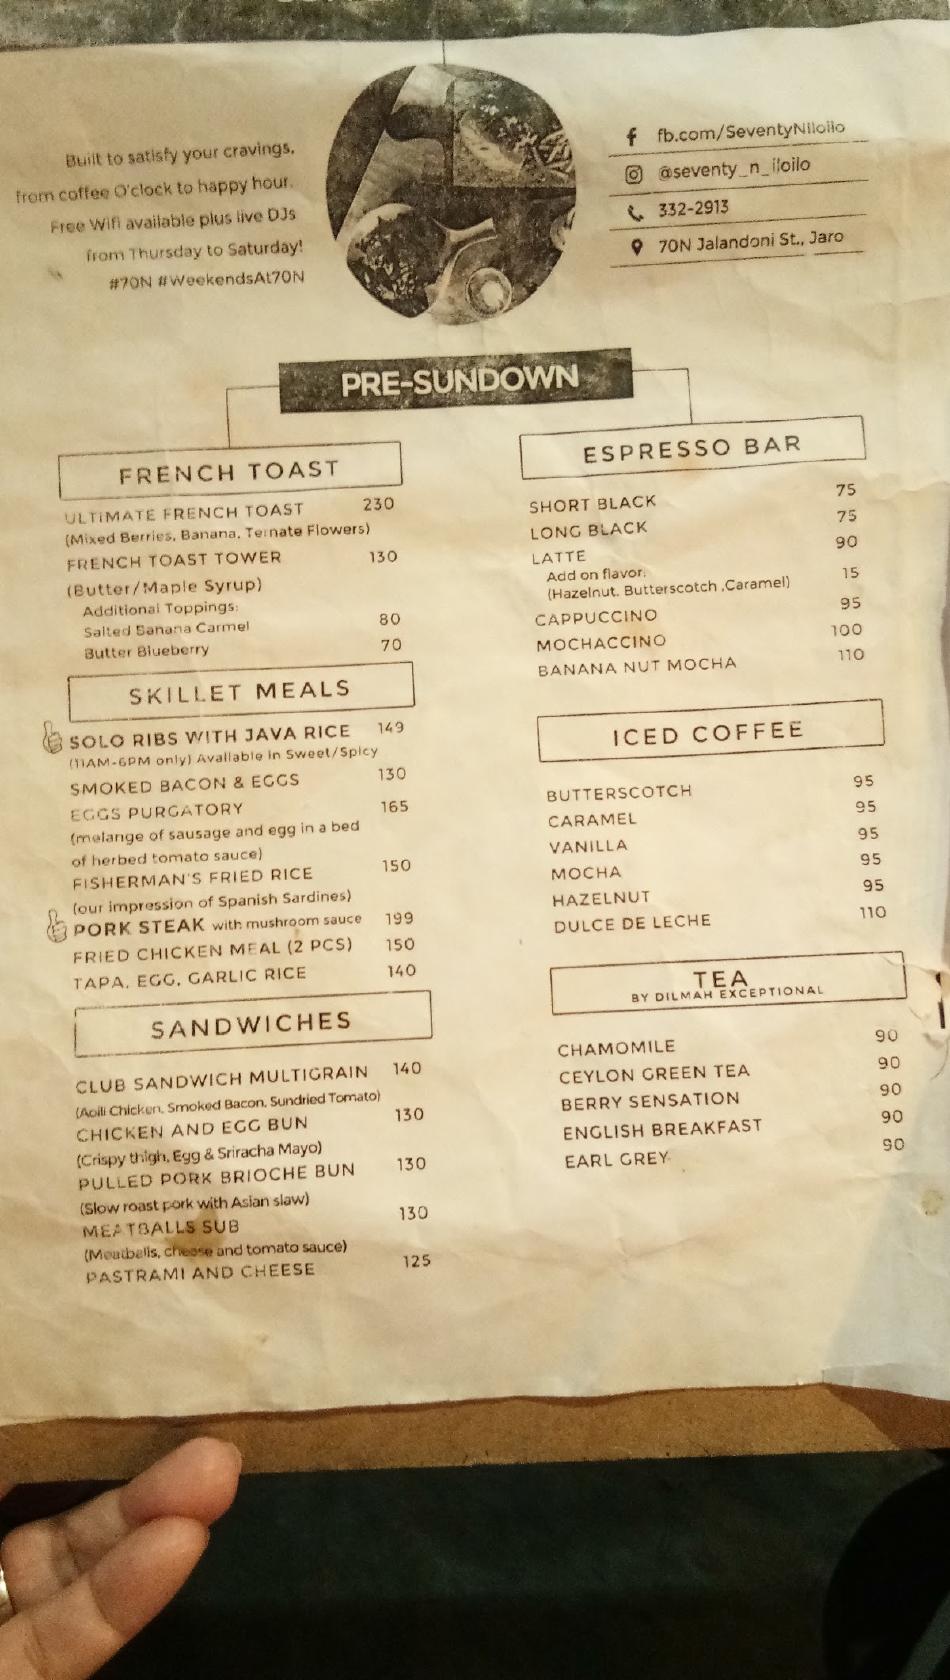 Built to satisfy your cravings,
from coffee O'clock to happy hour.
Free Wifi available plus live DJs
from Thursday to Saturday!
#70N #WeekendsAt70N
fb.com/SeventyNIloilo
@seventy_n_iloilo
332-2913
70N Jalandoni St., Jaro
PRE-SUNDOWN
FRENCH TOAST
ULTIMATE FRENCH TOAST 230
(Mixed Berries, Banana, Ternate Flowers)
FRENCH TOAST TOWER 130
(Butter/Maple Syrup)
Additional Toppings:
Salted Banana Carmel 80
Butter Blueberry 70
SKILLET MEALS
SOLO RIBS WITH JAVA RICE 149
(11AM-6PM only) Available in Sweet/Spicy
SMOKED BACON & EGGS 130
EGGS PURGATORY 165
(melange of sausage and egg in a bed
of herbed tomato sauce)
FISHERMAN'S FRIED RICE 150
(our impression of Spanish Sardines)
PORK STEAK with mushroom sauce 199
FRIED CHICKEN MEAL (2 PCS) 150
TAPA, EGG, GARLIC RICE 140
SANDWICHES
CLUB SANDWICH MULTIGRAIN 140
(Aoili Chicken, Smoked Bacon, Sundried Tomato)
CHICKEN AND EGG BUN 130
(Crispy thigh, Egg & Sriracha Mayo)
PULLED PORK BRIOCHE BUN 130
(Slow roast pork with Asian slaw)
MEATBALLS SUB 130
(Meatballs, cheese and tomato sauce)
PASTRAMI AND CHEESE 125
ESPRESSO BAR
SHORT BLACK 75
LONG BLACK 75
LATTE 90
Add on flavor: 15
(Hazelnut, Butterscotch ,Caramel)
CAPPUCCINO 95
MOCHACCINO 100
BANANA NUT MOCHA 110
ICED COFFEE
BUTTERSCOTCH 95
CARAMEL 95
VANILLA 95
MOCHA 95
HAZELNUT 95
DULCE DE LECHE 110
TEA
BY DILMAH EXCEPTIONAL
CHAMOMILE 90
CEYLON GREEN TEA 90
BERRY SENSATION 90
ENGLISH BREAKFAST 90
EARL GREY 90